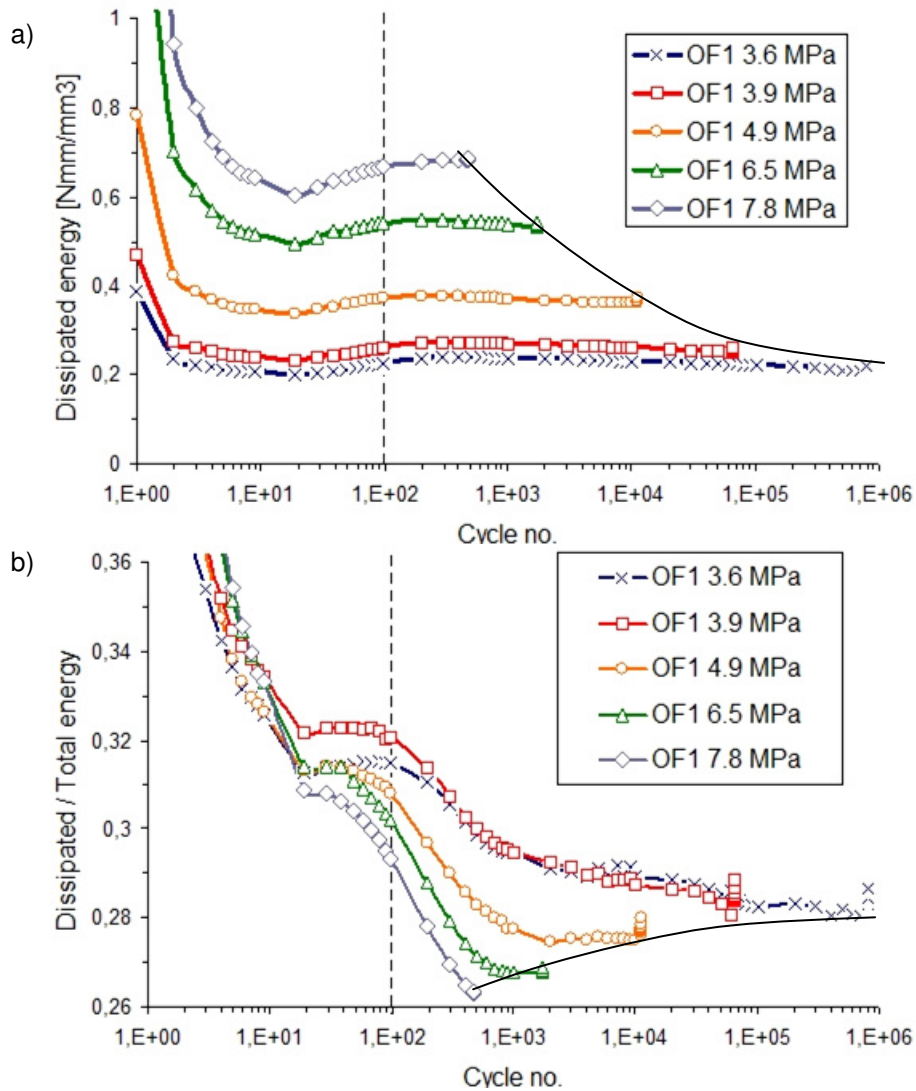 a)
Dissipated energy [Nmm/mm3]
1
0,8
0,6
0,4
0,2
0
OF1 3.6 MPa
OF1 3.9 MPa
OF1 4.9 MPa
OF1 6.5 MPa
OF1 7.8 MPa
1,E+00 1,E+01 1,E+02 1,E+03 1,E+04 1,E+05 1,E+06
Cycle no.
b)
Dissipated / Total energy
0,36
0,34
0,32
0,3
0,28
0,26
OF1 3.6 MPa
OF1 3.9 MPa
OF1 4.9 MPa
OF1 6.5 MPa
OF1 7.8 MPa
1,E+00 1,E+01 1,E+02 1,E+03 1,E+04 1,E+05 1,E+06
Cycle no.